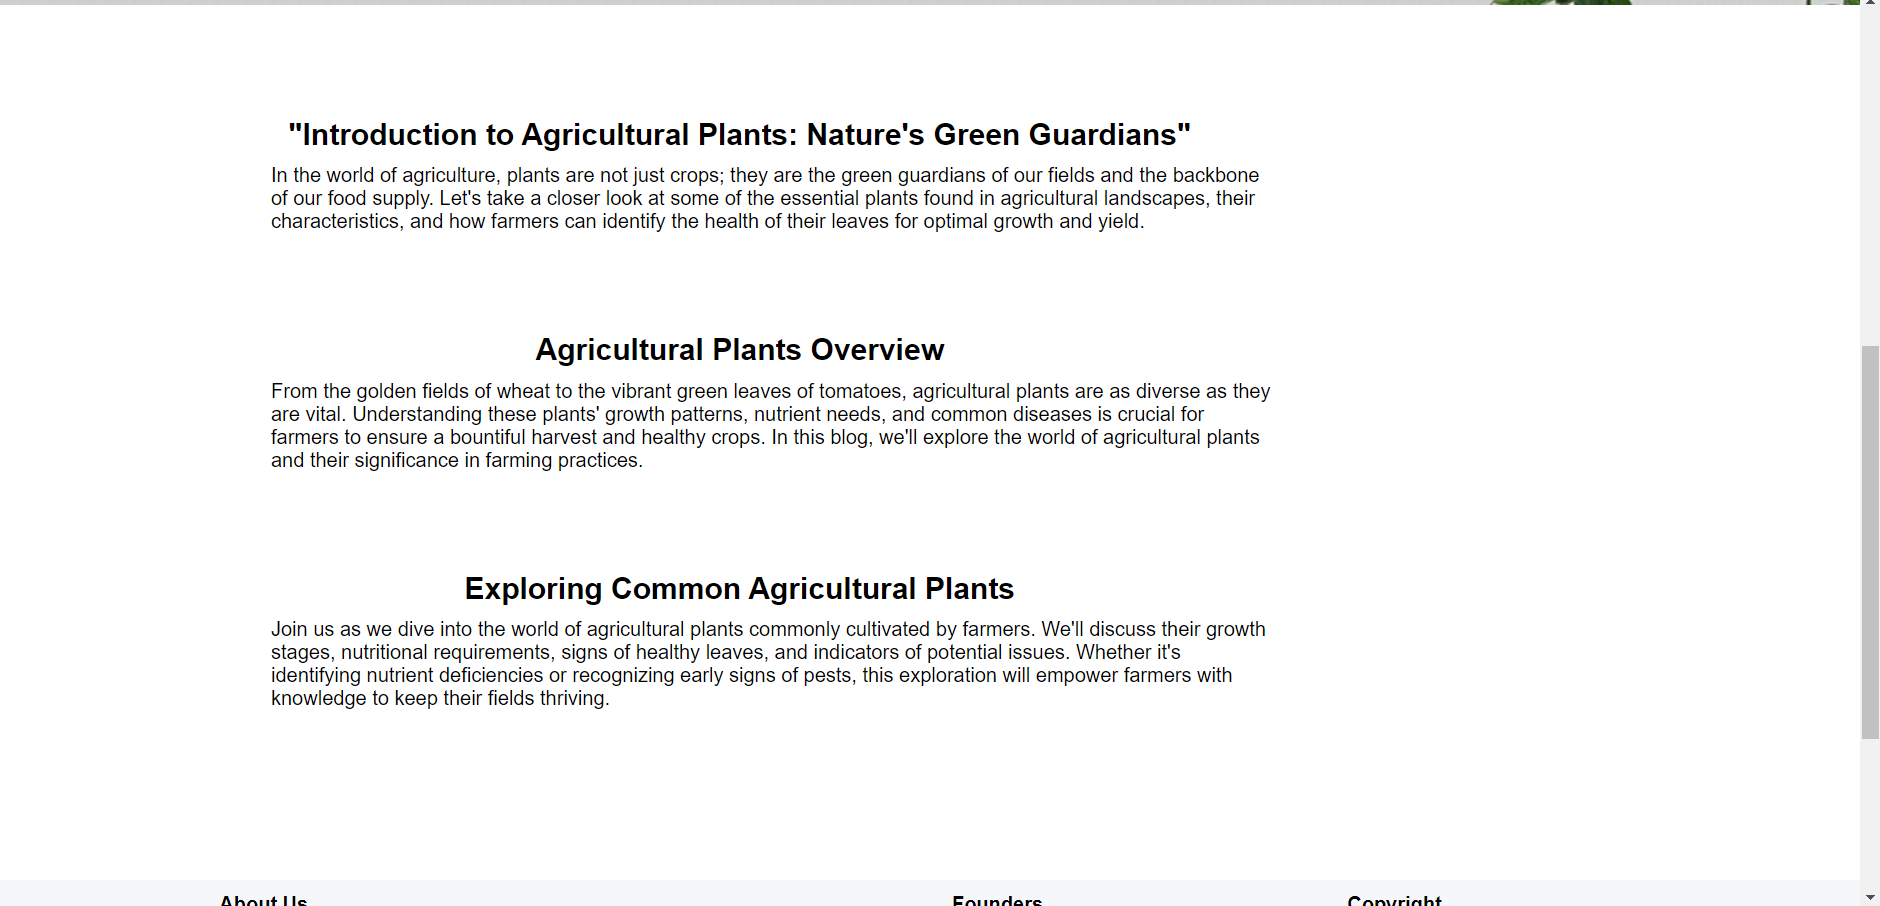 "Introduction to Agricultural Plants: Nature's Green Guardians"
In the world of agriculture, plants are not just crops; they are the green guardians of our fields and the backbone
of our food supply. Let's take a closer look at some of the essential plants found in agricultural landscapes, their
characteristics, and how farmers can identify the health of their leaves for optimal growth and yield.
Agricultural Plants Overview
From the golden fields of wheat to the vibrant green leaves of tomatoes, agricultural plants are as diverse as they
are vital. Understanding these plants' growth patterns, nutrient needs, and common diseases is crucial for
farmers to ensure a bountiful harvest and healthy crops. In this blog, we'll explore the world of agricultural plants
and their significance in farming practices.
Exploring Common Agricultural Plants
Join us as we dive into the world of agricultural plants commonly cultivated by farmers. We'll discuss their growth
stages, nutritional requirements, signs of healthy leaves, and indicators of potential issues. Whether it's
identifying nutrient deficiencies or recognizing early signs of pests, this exploration will empower farmers with
knowledge to keep their fields thriving.
About Us Founders Copyright